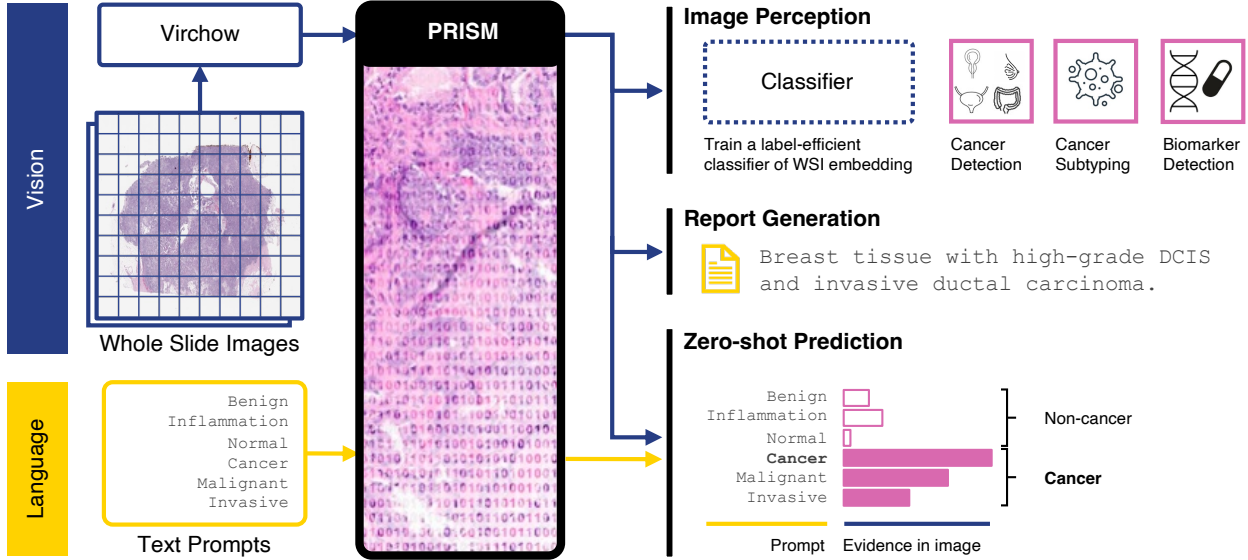 Vision
Virchow
Whole Slide Images
Language
Benign
Inflammation
Normal
Cancer
Malignant
Invasive
Text Prompts
PRISM
Image Perception
Classifier
Train a label-efficient
classifier of WSI embedding
Cancer
Detection
Cancer
Subtyping
Biomarker
Detection
Report Generation
Breast tissue with high-grade DCIS
and invasive ductal carcinoma.
Zero-shot Prediction
Benign
Inflammation
Normal
Cancer
Malignant
Invasive
Non-cancer
Cancer
Prompt
Evidence in image